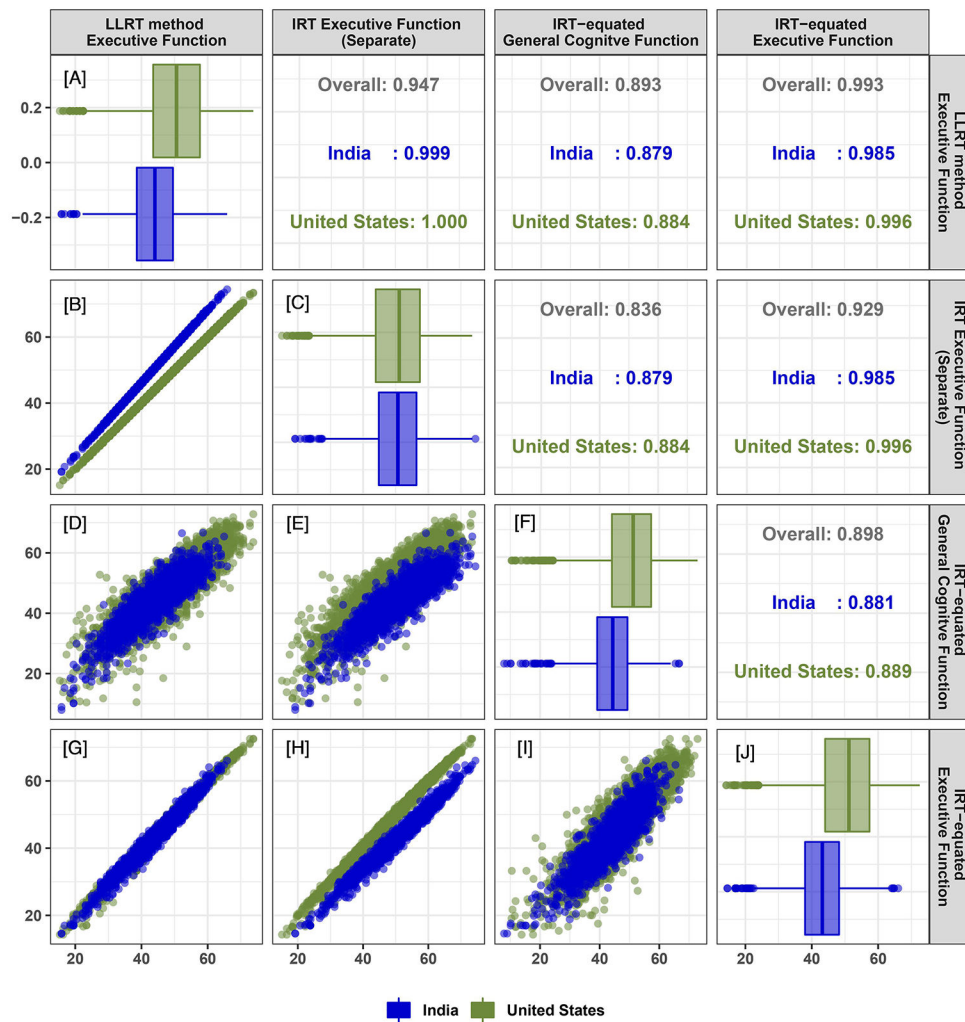 LLRT method
Executive Function
IRT Executive Function
(Separate)
IRT−equated
General Cognitve Function
IRT−equated
Executive Function
[A]
0.2
0.0
−0.2
Overall: 0.947
India : 0.999
United States: 1.000
Overall: 0.893
India : 0.879
United States: 0.884
Overall: 0.993
India : 0.985
United States: 0.996
LLRT method
Executive Function
[B]
60
40
20
[C]
Overall: 0.836
India : 0.879
United States: 0.884
Overall: 0.929
India : 0.985
United States: 0.996
IRT Executive Function
(Separate)
[D]
60
40
20
[E]
[F]
Overall: 0.898
India : 0.881
United States: 0.889
IRT−equated
General Cognitve Function
[G]
60
40
20
[H]
[I]
[J]
IRT−equated
Executive Function
20 40 60
20 40 60
20 40 60
20 40 60
India United States